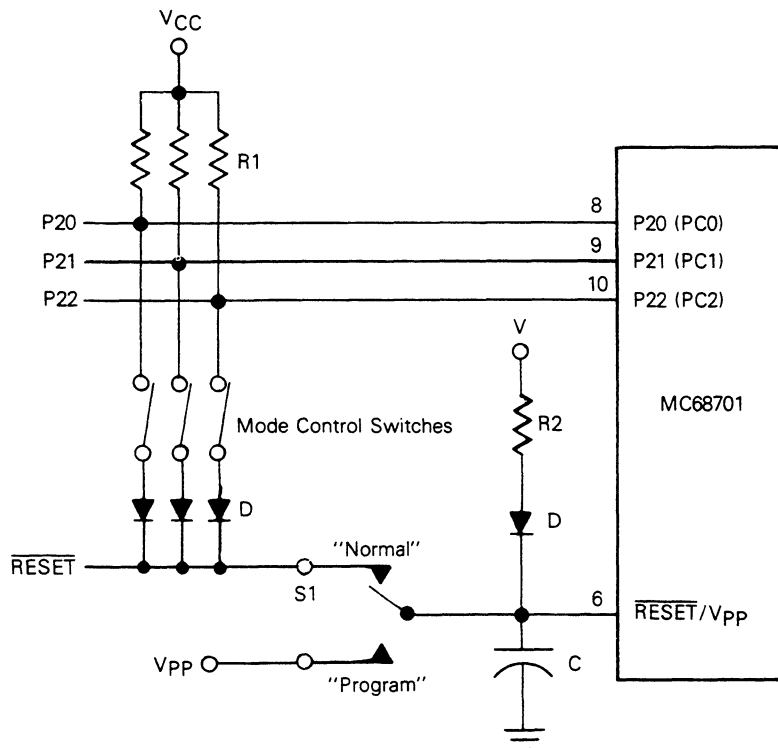 VCC
R1
P20
8
P20 (PC0)
P21
9
P21 (PC1)
P22
10
P22 (PC2)
V
MC68701
Mode Control Switches
R2
D
D
"Normal"
RESET
S1
6
RESET/VPP
VPP
"Program"
C